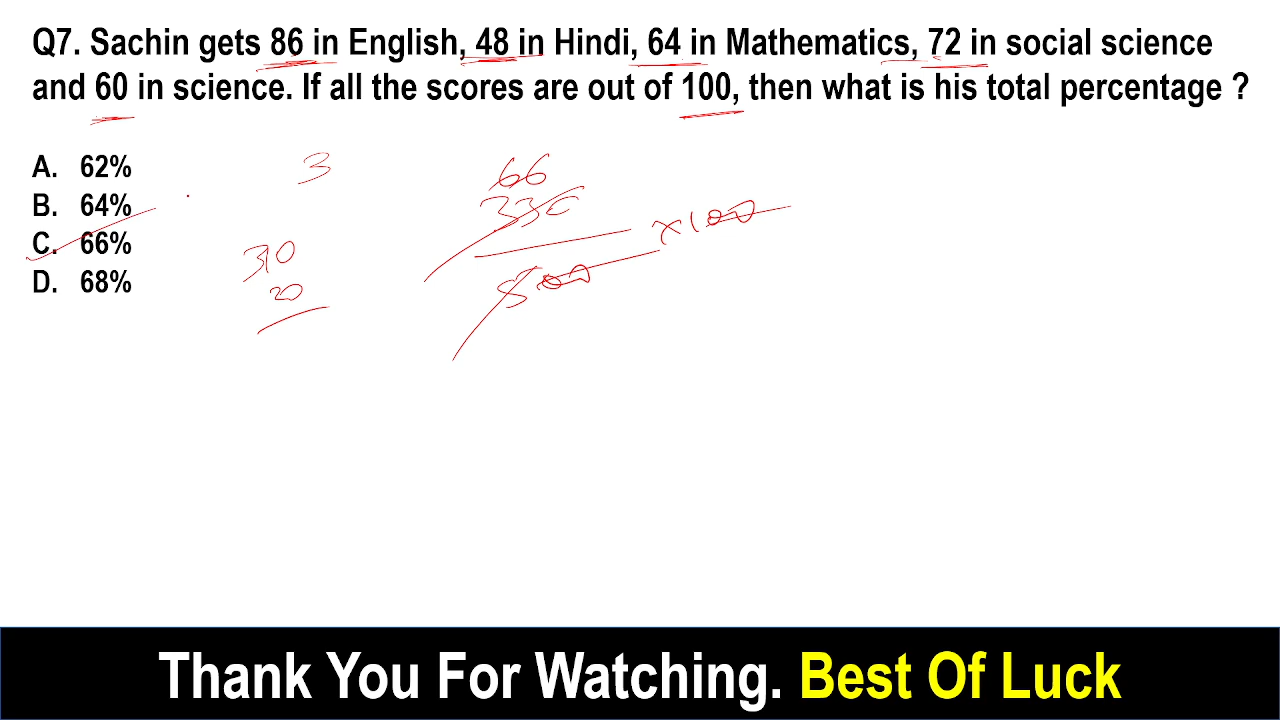 Q7. Sachin gets 86 in English, 48 in Hindi, 64 in Mathematics, 72 in social science
and 60 in science. If all the scores are out of 100, then what is his total percentage ?
A. 62%
B. 64%
C. 66%
D. 68%
3
30
20
66
330
500
×100
Thank You For Watching. Best Of Luck